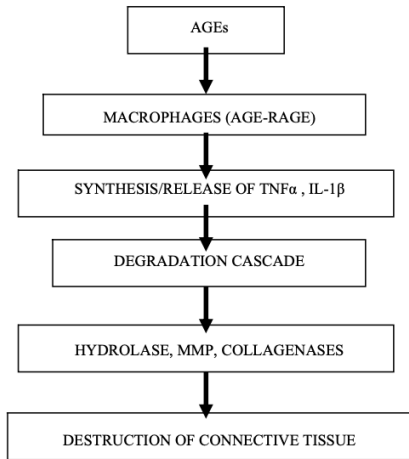 AGEs
MACROPHAGES (AGE-RAGE)
SYNTHESIS/RELEASE OF TNFα , IL-1β
DEGRADATION CASCADE
HYDROLASE, MMP, COLLAGENASES
DESTRUCTION OF CONNECTIVE TISSUE